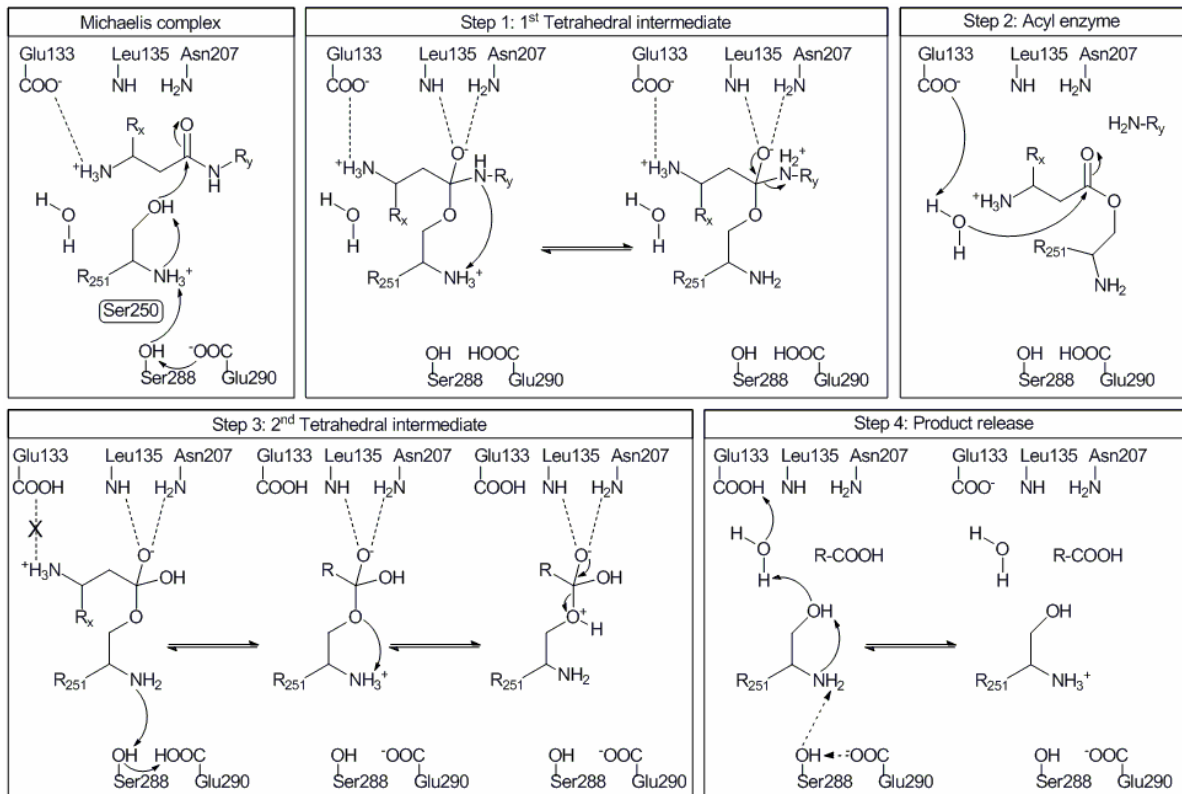 Michaelis complex
Glu133 Leu135 Asn207
COO⁻ NH H₂N
Rₓ O
⁺H₃N N Rᵧ
H
H O H
OH
R₂₅₁ NH₃⁺
Ser250
OH ⁻OOC
Ser288 Glu290
Step 1: 1ˢᵗ Tetrahedral intermediate
Glu133 Leu135 Asn207 Glu133 Leu135 Asn207
COO⁻ NH H₂N COO⁻ NH H₂N
⁺H₃N O⁻ H N-Rᵧ ⁺H₃N O⁻ H₂⁺ N-Rᵧ
H O H Rₓ O H O H Rₓ O
R₂₅₁ NH₃⁺ R₂₅₁ NH₂
OH HOOC OH HOOC
Ser288 Glu290 Ser288 Glu290
Step 2: Acyl enzyme
Glu133 Leu135 Asn207
COO⁻ NH H₂N
H₂N-Rᵧ
Rₓ O
H O H ⁺H₃N O
R₂₅₁ NH₂
OH HOOC
Ser288 Glu290
Step 3: 2ⁿᵈ Tetrahedral intermediate
Glu133 Leu135 Asn207 Glu133 Leu135 Asn207 Glu133 Leu135 Asn207
COOH NH H₂N COOH NH H₂N COOH NH H₂N
X
⁺H₃N O⁻ OH R O⁻ OH R O⁻ OH
Rₓ O O O⁺ H
R₂₅₁ NH₂ R₂₅₁ NH₃⁺ R₂₅₁ NH₂
OH HOOC OH ⁻OOC OH ⁻OOC
Ser288 Glu290 Ser288 Glu290 Ser288 Glu290
Step 4: Product release
Glu133 Leu135 Asn207 Glu133 Leu135 Asn207
COOH NH H₂N COO⁻ NH H₂N
H O H R-COOH H O H R-COOH
OH OH
R₂₅₁ NH₂ R₂₅₁ NH₃⁺
OH ⁻OOC OH ⁻OOC
Ser288 Glu290 Ser288 Glu290